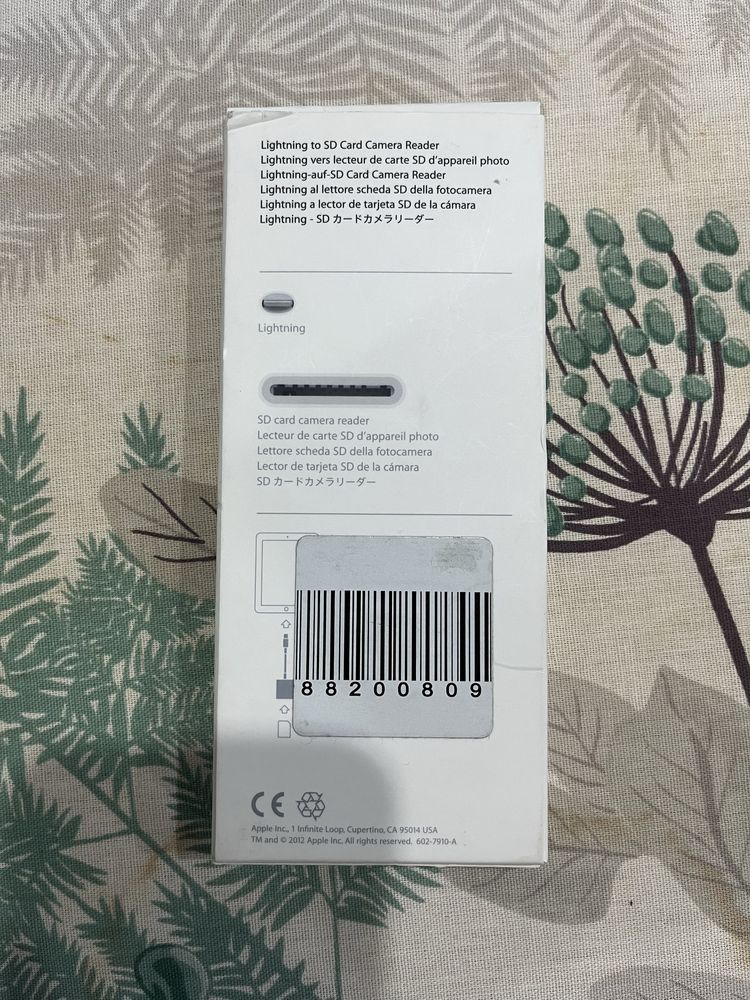 Lightning to SD Card Camera Reader
Lightning vers lecteur de carte SD d'appareil photo
Lightning-auf-SD Card Camera Reader
Lightning al lettore scheda SD della fotocamera
Lightning a lector de tarjeta SD de la cámara
Lightning - SD カードカメラリーダー
Lightning
SD card camera reader
Lecteur de carte SD d'appareil photo
Lettore scheda SD della fotocamera
Lector de tarjeta SD de la cámara
SD カードカメラリーダー
88200809
CE
Apple Inc., 1 Infinite Loop, Cupertino, CA 95014 USA
TM and © 2012 Apple Inc. All rights reserved. 602-7910-A